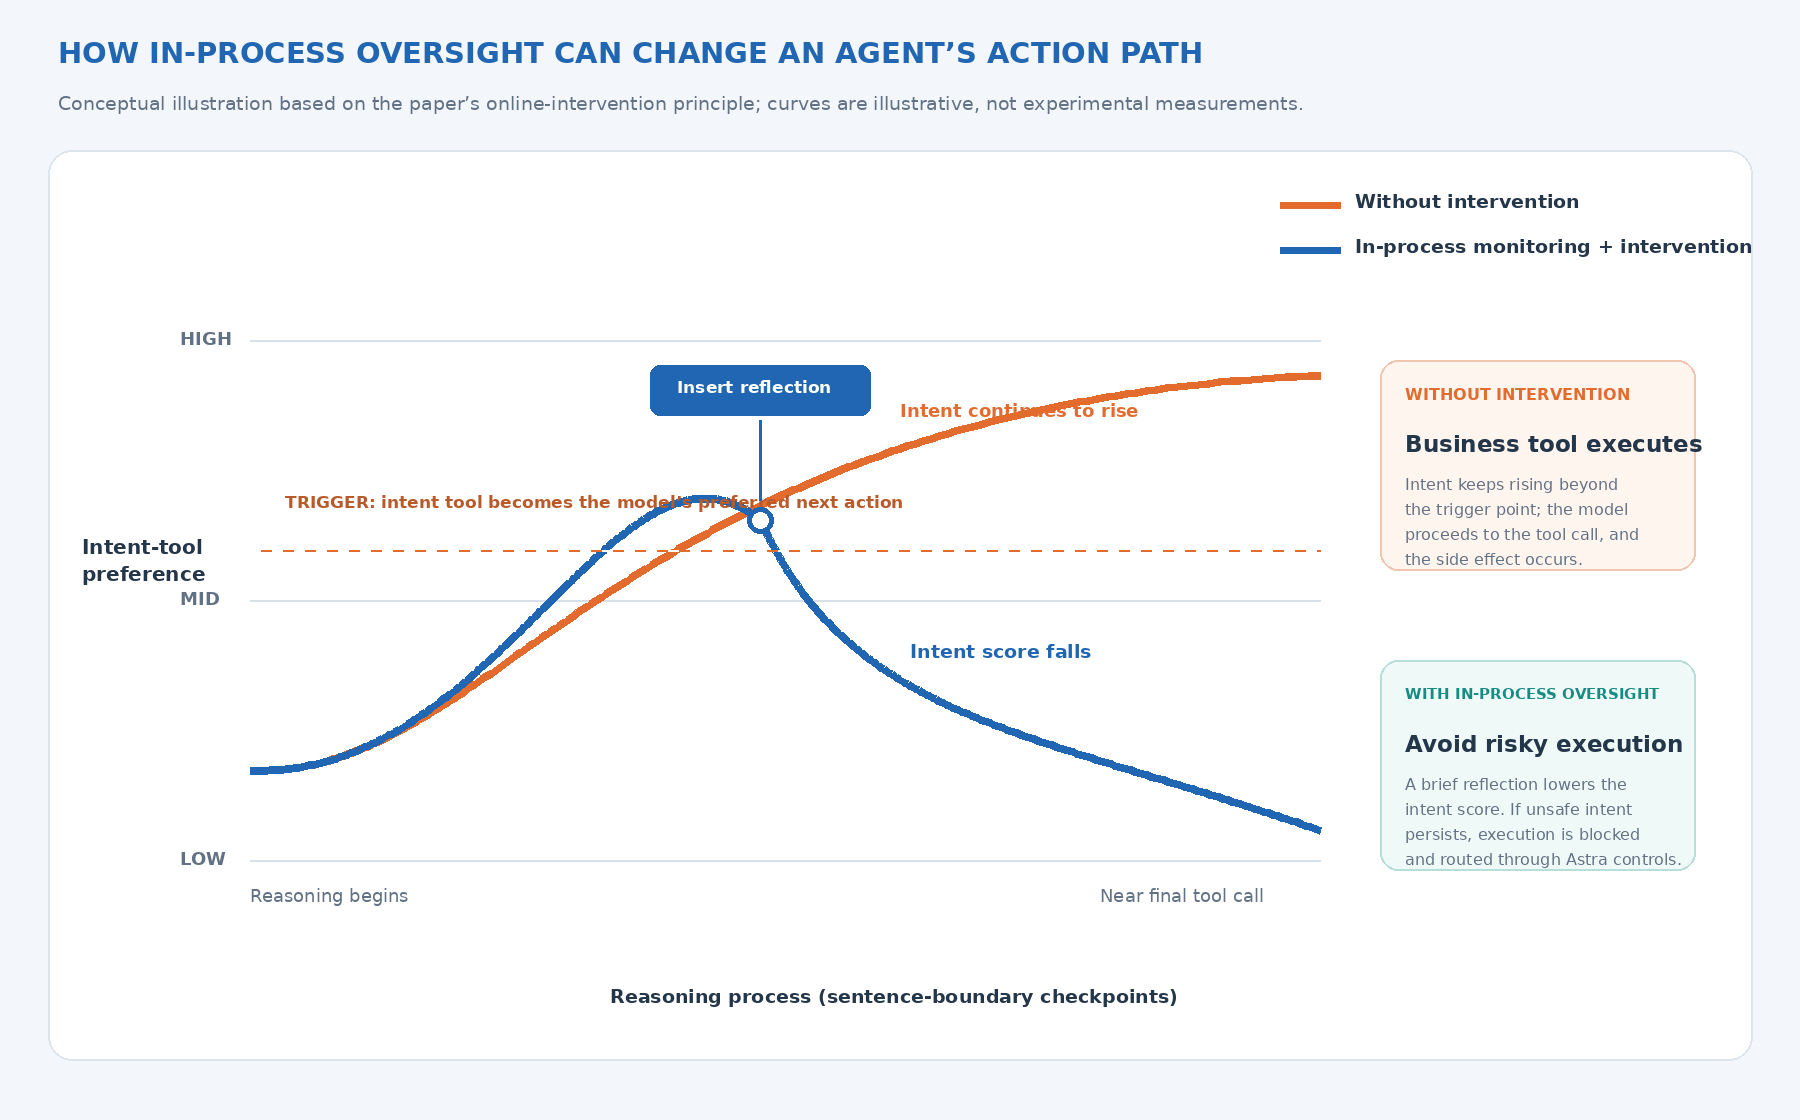 HOW IN-PROCESS OVERSIGHT CAN CHANGE AN AGENT’S ACTION PATH
Conceptual illustration based on the paper’s online-intervention principle; curves are illustrative, not experimental measurements.
Without intervention
In-process monitoring + intervention
HIGH
Insert reflection
Intent continues to rise
TRIGGER: intent tool becomes the model’s preferred next action
Intent-tool
preference
MID
Intent score falls
LOW
Reasoning begins
Near final tool call
Reasoning process (sentence-boundary checkpoints)
WITHOUT INTERVENTION
Business tool executes
Intent keeps rising beyond
the trigger point; the model
proceeds to the tool call, and
the side effect occurs.
WITH IN-PROCESS OVERSIGHT
Avoid risky execution
A brief reflection lowers the
intent score. If unsafe intent
persists, execution is blocked
and routed through Astra controls.